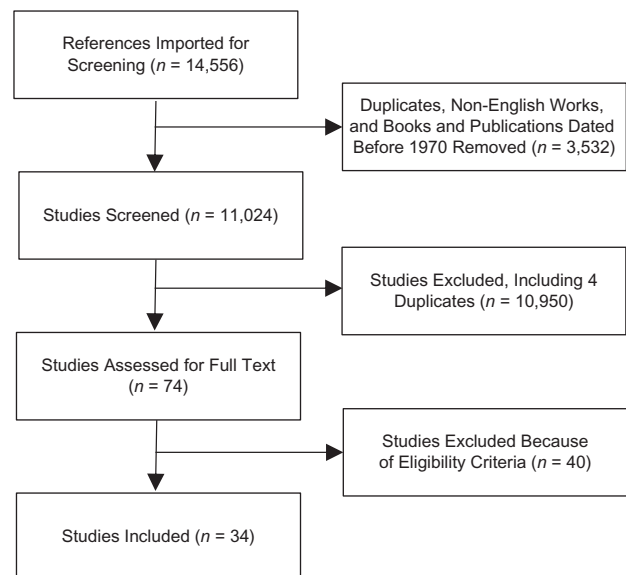 References Imported for
Screening (n = 14,556)
Duplicates, Non-English Works,
and Books and Publications Dated
Before 1970 Removed (n = 3,532)
Studies Screened (n = 11,024)
Studies Excluded, Including 4
Duplicates (n = 10,950)
Studies Assessed for Full Text
(n = 74)
Studies Excluded Because
of Eligibility Criteria (n = 40)
Studies Included (n = 34)